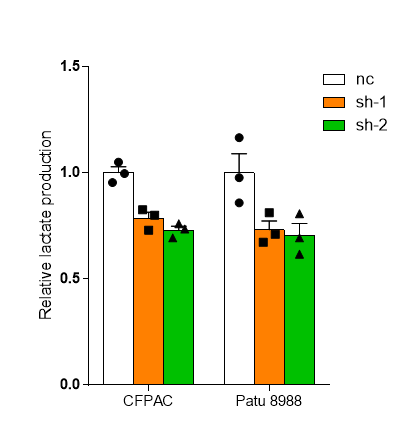 1.5
1.0
0.5
0.0
Relative lactate production
CFPAC
Patu 8988
nc
sh-1
sh-2